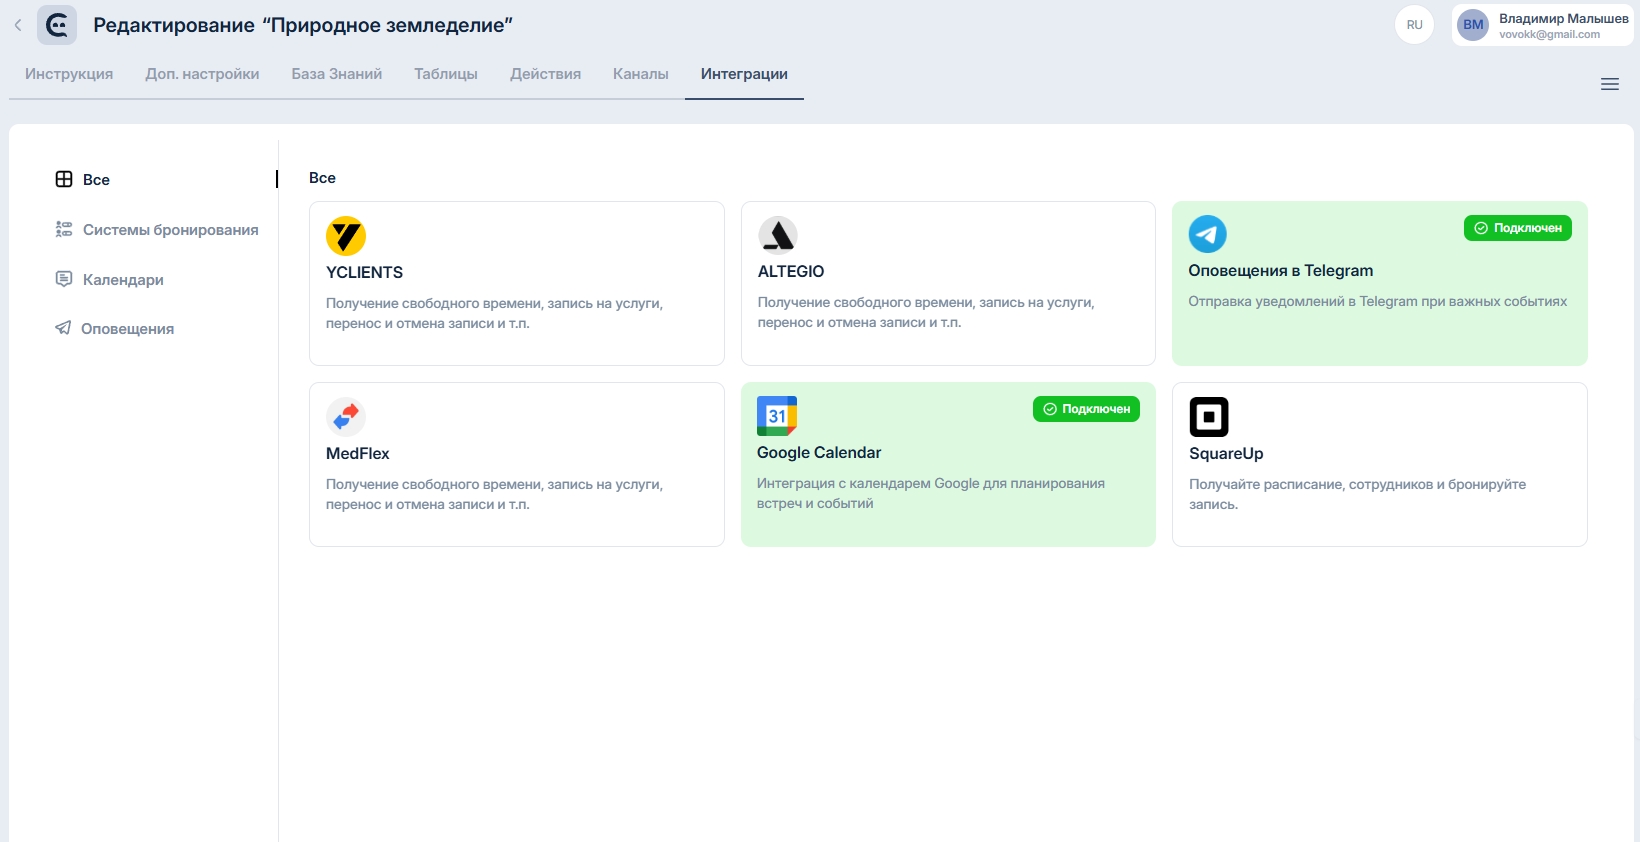 Редактирование “Природное земледелие”
RU
ВМ
Владимир Малышев
vovokk@gmail.com
Инструкция
Доп. настройки
База Знаний
Таблицы
Действия
Каналы
Интеграции
Все
Системы бронирования
Календари
Оповещения
Все
YCLIENTS
Получение свободного времени, запись на услуги,
перенос и отмена записи и т.п.
ALTEGIO
Получение свободного времени, запись на услуги,
перенос и отмена записи и т.п.
Подключен
Оповещения в Telegram
Отправка уведомлений в Telegram при важных событиях
MedFlex
Получение свободного времени, запись на услуги,
перенос и отмена записи и т.п.
31
Подключен
Google Calendar
Интеграция с календарем Google для планирования
встреч и событий
SquareUp
Получайте расписание, сотрудников и бронируйте
запись.